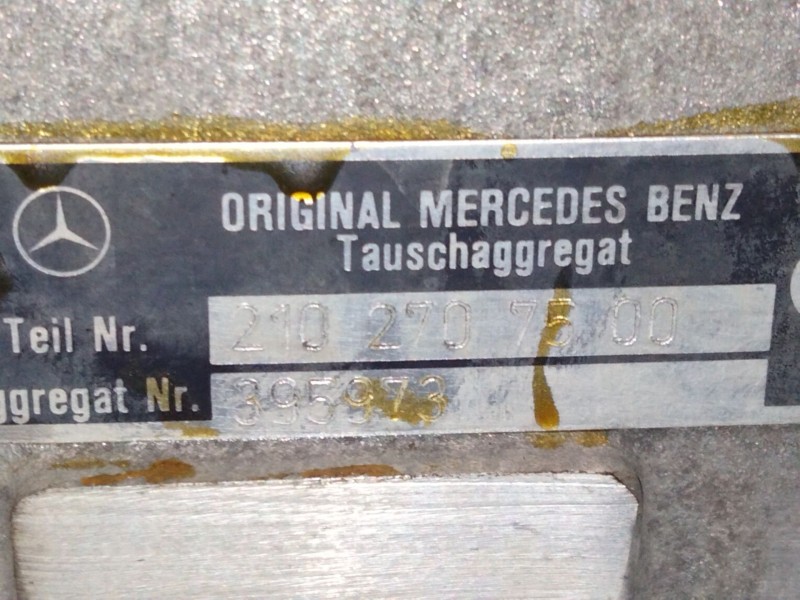 ORIGINAL MERCEDES BENZ
Tauschaggregat
Teil Nr. 210 270 75 00
ggregat Nr. 395973